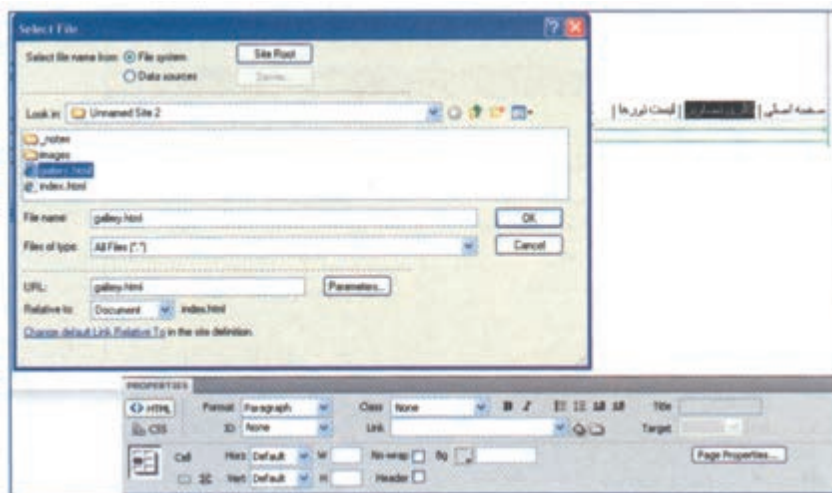 Select File
Select file name from: File system Site Root
Data sources
Look in: Unnamed Site 2
_notes
images
gallery.html
index.html
File name: gallery.html OK
Files of type: All Files (*.*) Cancel
URL: gallery.html Parameters...
Relative to: Document index.html
Change default Link Relative To in the site definition.
صفحه اصلی | گالری تصاویر | لیست تورها |
PROPERTIES
HTML Format Paragraph Class None B I Title
CSS ID None Link Target
Cell Horz Default W No wrap Bg Page Properties...
Vert Default H Header